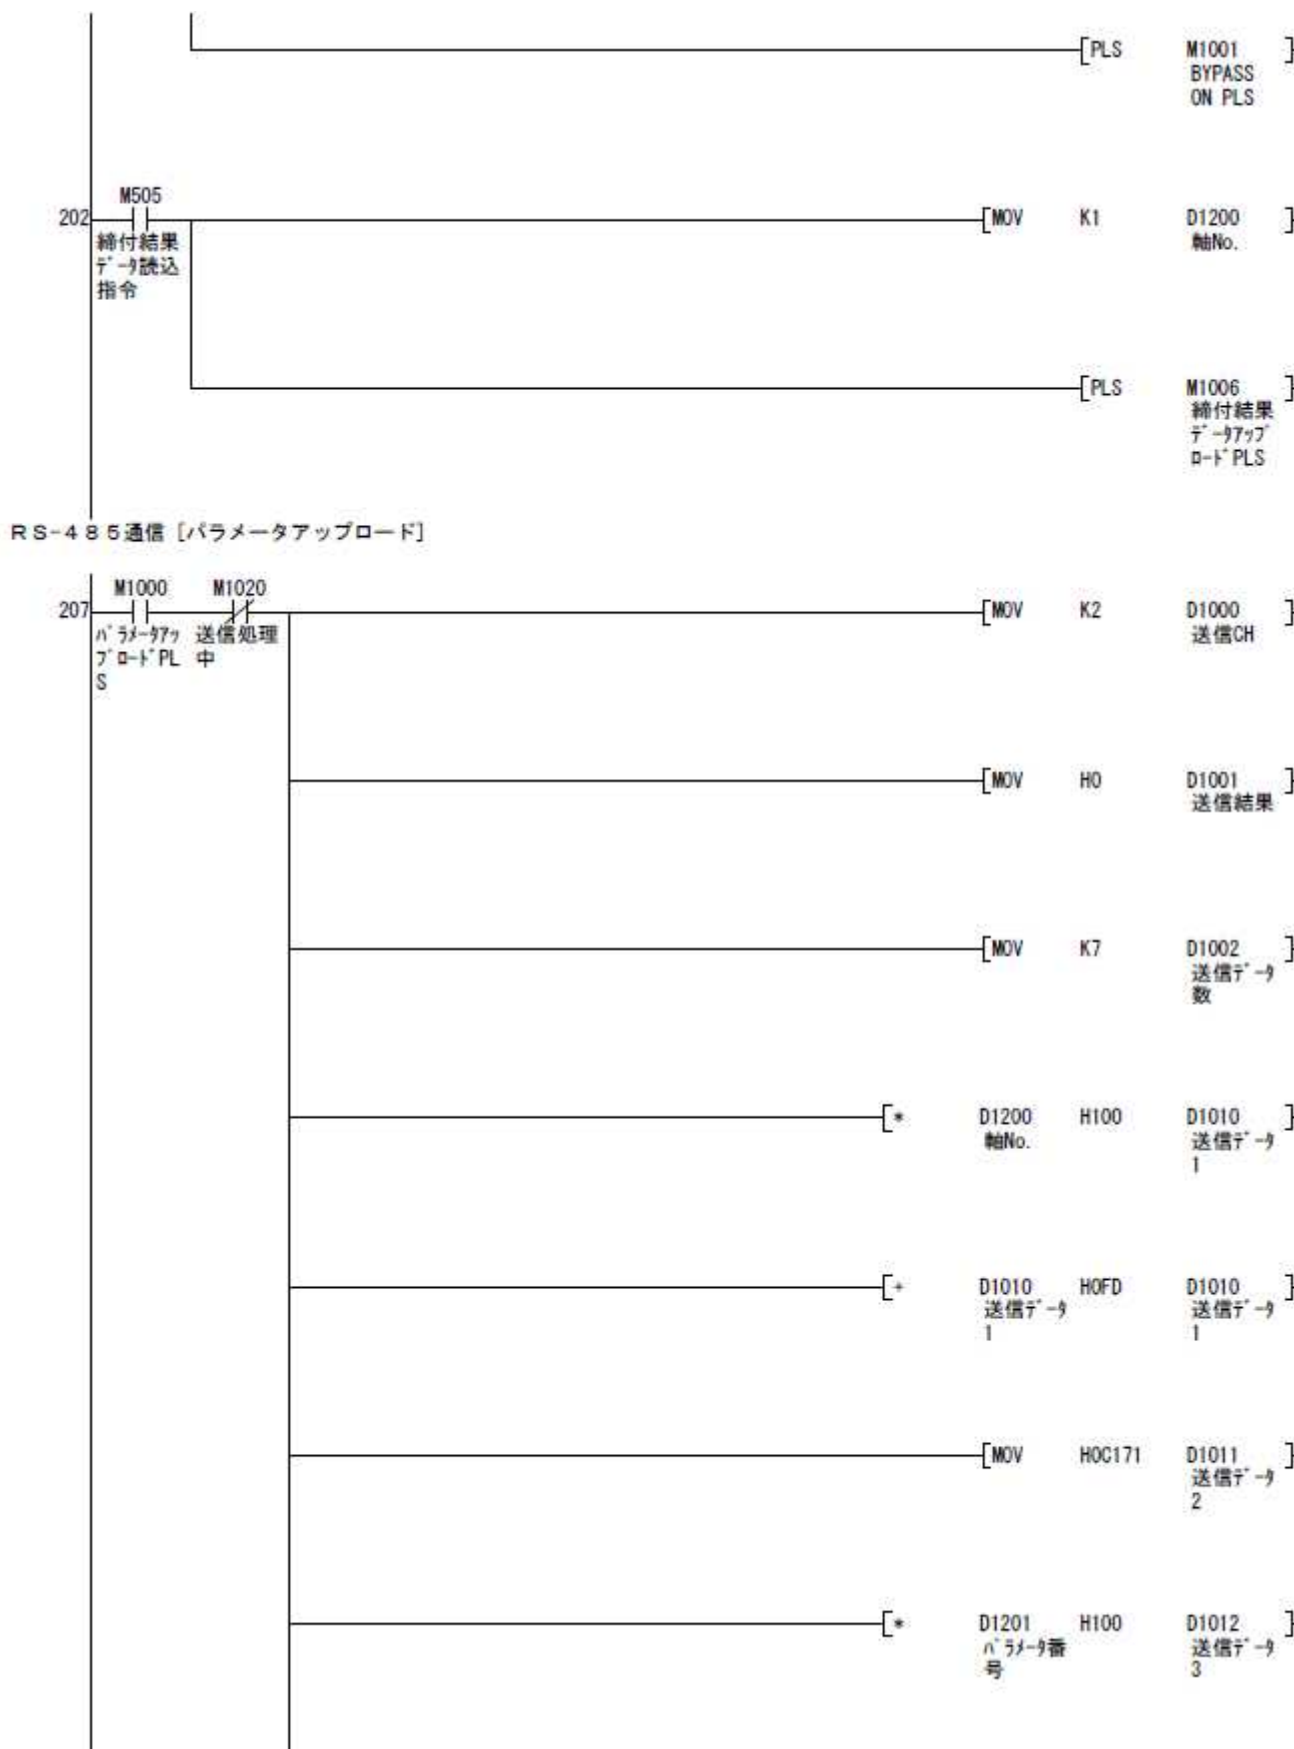 [PLS M1001 ]
BYPASS
ON PLS
M505
202 [MOV K1 D1200 ]
締付結果
ﾃﾞｰﾀ読込
指令
軸No.
[PLS M1006 ]
締付結果
ﾃﾞｰﾀｱｯﾌﾟ
ﾛｰﾄﾞPLS
RS-485通信［パラメータアップロード］
M1000 M1020
207 [MOV K2 D1000 ]
ﾊﾟﾗﾒｰﾀｱｯ 送信処理 送信CH
ﾌﾟﾛｰﾄﾞPL 中
S
[MOV H0 D1001 ]
送信結果
[MOV K7 D1002 ]
送信ﾃﾞｰﾀ
数
[* D1200 H100 D1010 ]
軸No. 送信ﾃﾞｰﾀ
1
[+ D1010 H0FD D1010 ]
送信ﾃﾞｰﾀ 送信ﾃﾞｰﾀ
1 1
[MOV H0C171 D1011 ]
送信ﾃﾞｰﾀ
2
[* D1201 H100 D1012 ]
ﾊﾟﾗﾒｰﾀ番 送信ﾃﾞｰﾀ
号 3